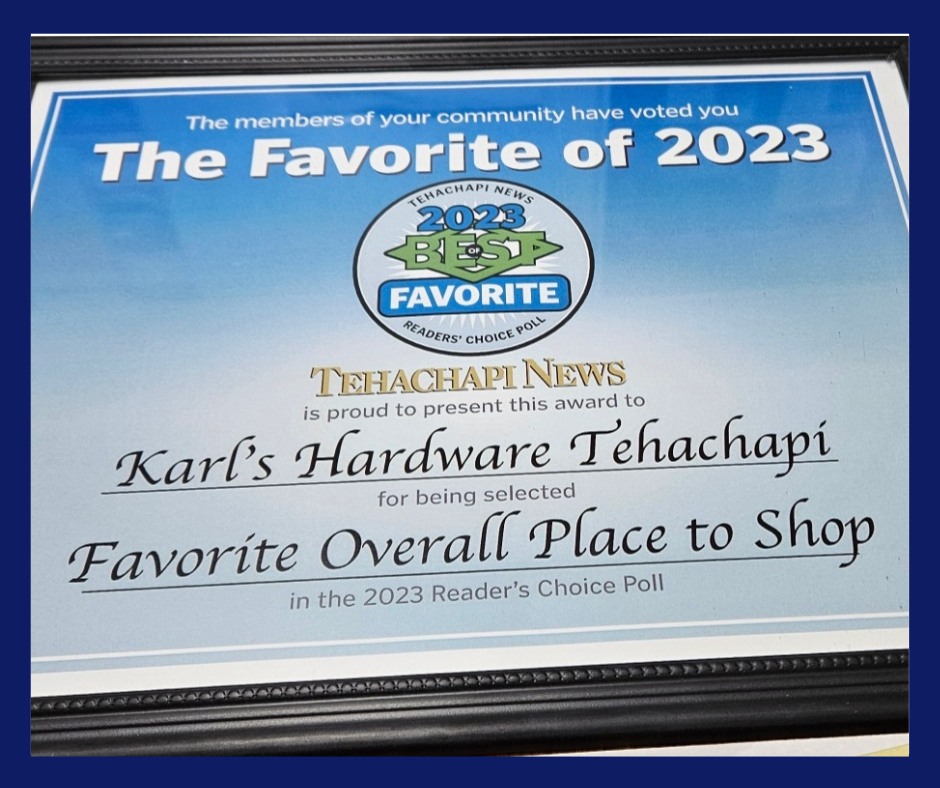 The members of your community have voted you
The Favorite of 2023
TEHACHAPI NEWS
2023
BEST OF
FAVORITE
READERS' CHOICE POLL
TEHACHAPI NEWS
is proud to present this award to
Karl's Hardware Tehachapi
for being selected
Favorite Overall Place to Shop
in the 2023 Reader's Choice Poll